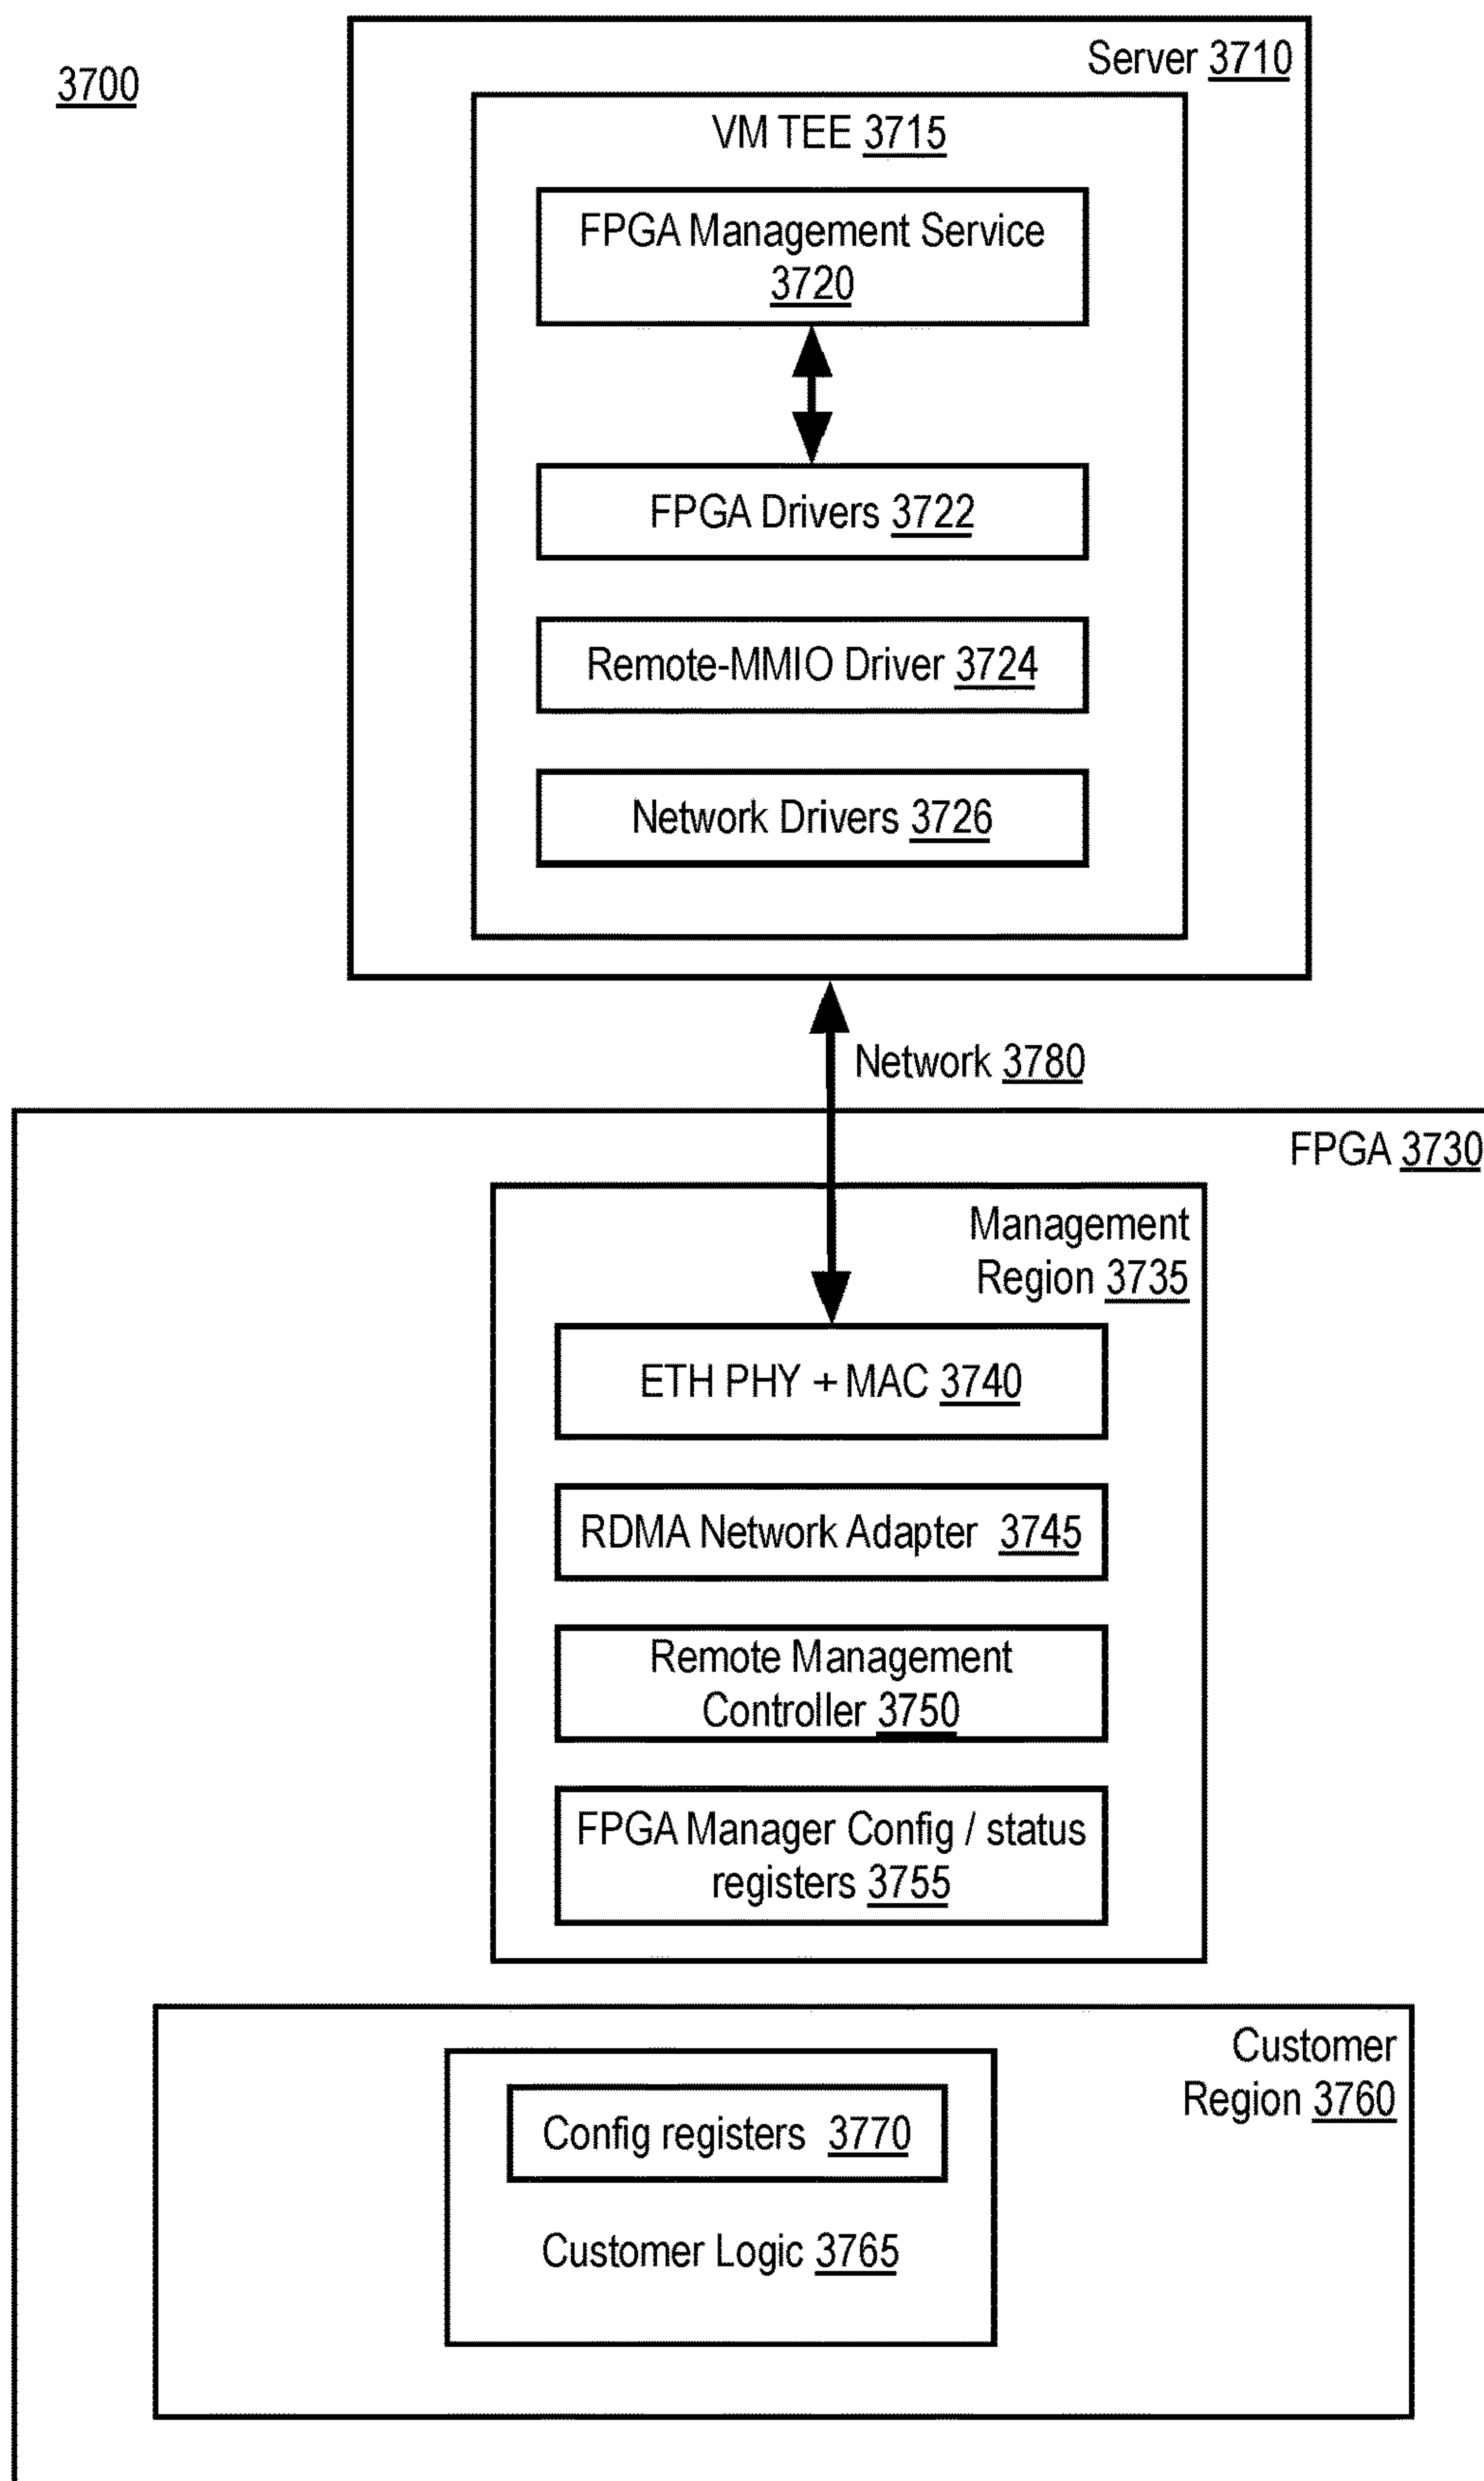 3700
Server 3710
VM TEE 3715
FPGA Management Service
3720
FPGA Drivers 3722
Remote-MMIO Driver 3724
Network Drivers 3726
Network 3780
FPGA 3730
Management
Region 3735
ETH PHY + MAC 3740
RDMA Network Adapter 3745
Remote Management
Controller 3750
FPGA Manager Config / status
registers 3755
Customer
Region 3760
Config registers 3770
Customer Logic 3765